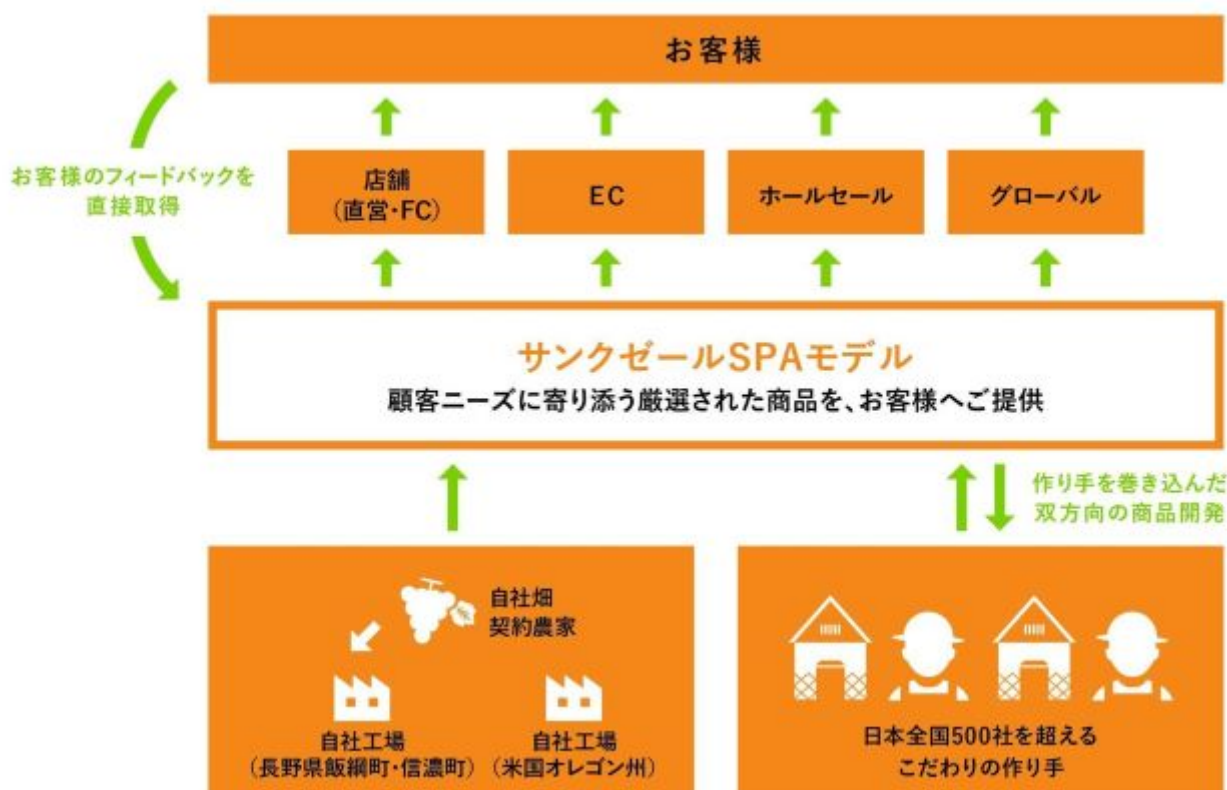 お客様
お客様のフィードバックを
直接取得
店舗
（直営・FC）
EC
ホールセール
グローバル
サンクゼールSPAモデル
顧客ニーズに寄り添う厳選された商品を、お客様へご提供
作り手を巻き込んだ
双方向の商品開発
自社畑
契約農家
自社工場
（長野県飯綱町・信濃町）
自社工場
（米国オレゴン州）
日本全国500社を超える
こだわりの作り手